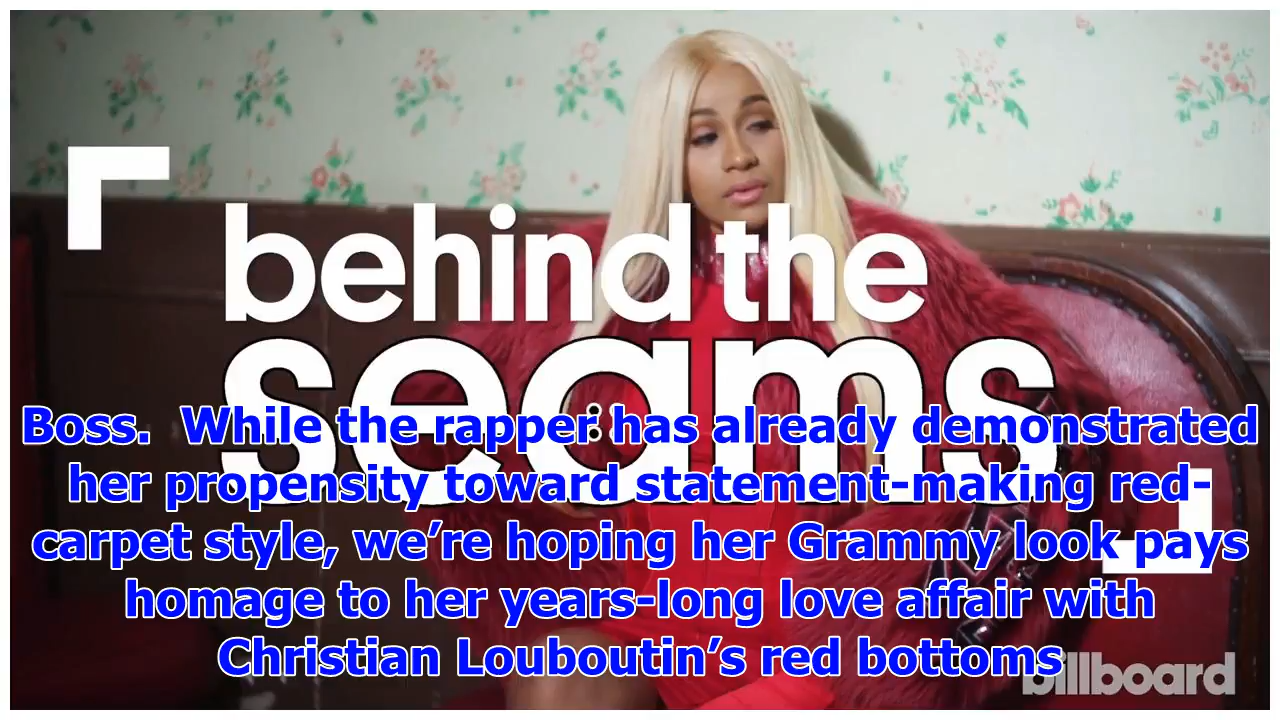 behind the
seams
Boss.  While the rapper has already demonstrated
her propensity toward statement-making red-
carpet style, we’re hoping her Grammy look pays
homage to her years-long love affair with
Christian Louboutin’s red bottoms
billboard